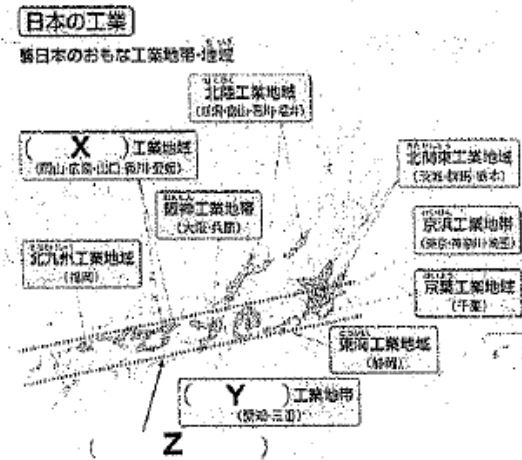 日本の工業
日本のおもな工業地帯・地域
北陸工業地域
(新潟・富山・石川・福井)
( X )工業地域
(岡山・広島・山口・香川・愛媛)
北関東工業地域
(茨城・群馬・栃木)
阪神工業地帯
(大阪・兵庫)
京浜工業地帯
(東京・神奈川・埼玉)
北九州工業地域
(福岡)
京葉工業地域
(千葉)
東海工業地域
(静岡)
( Y )工業地帯
(愛知・三重)
( Z )